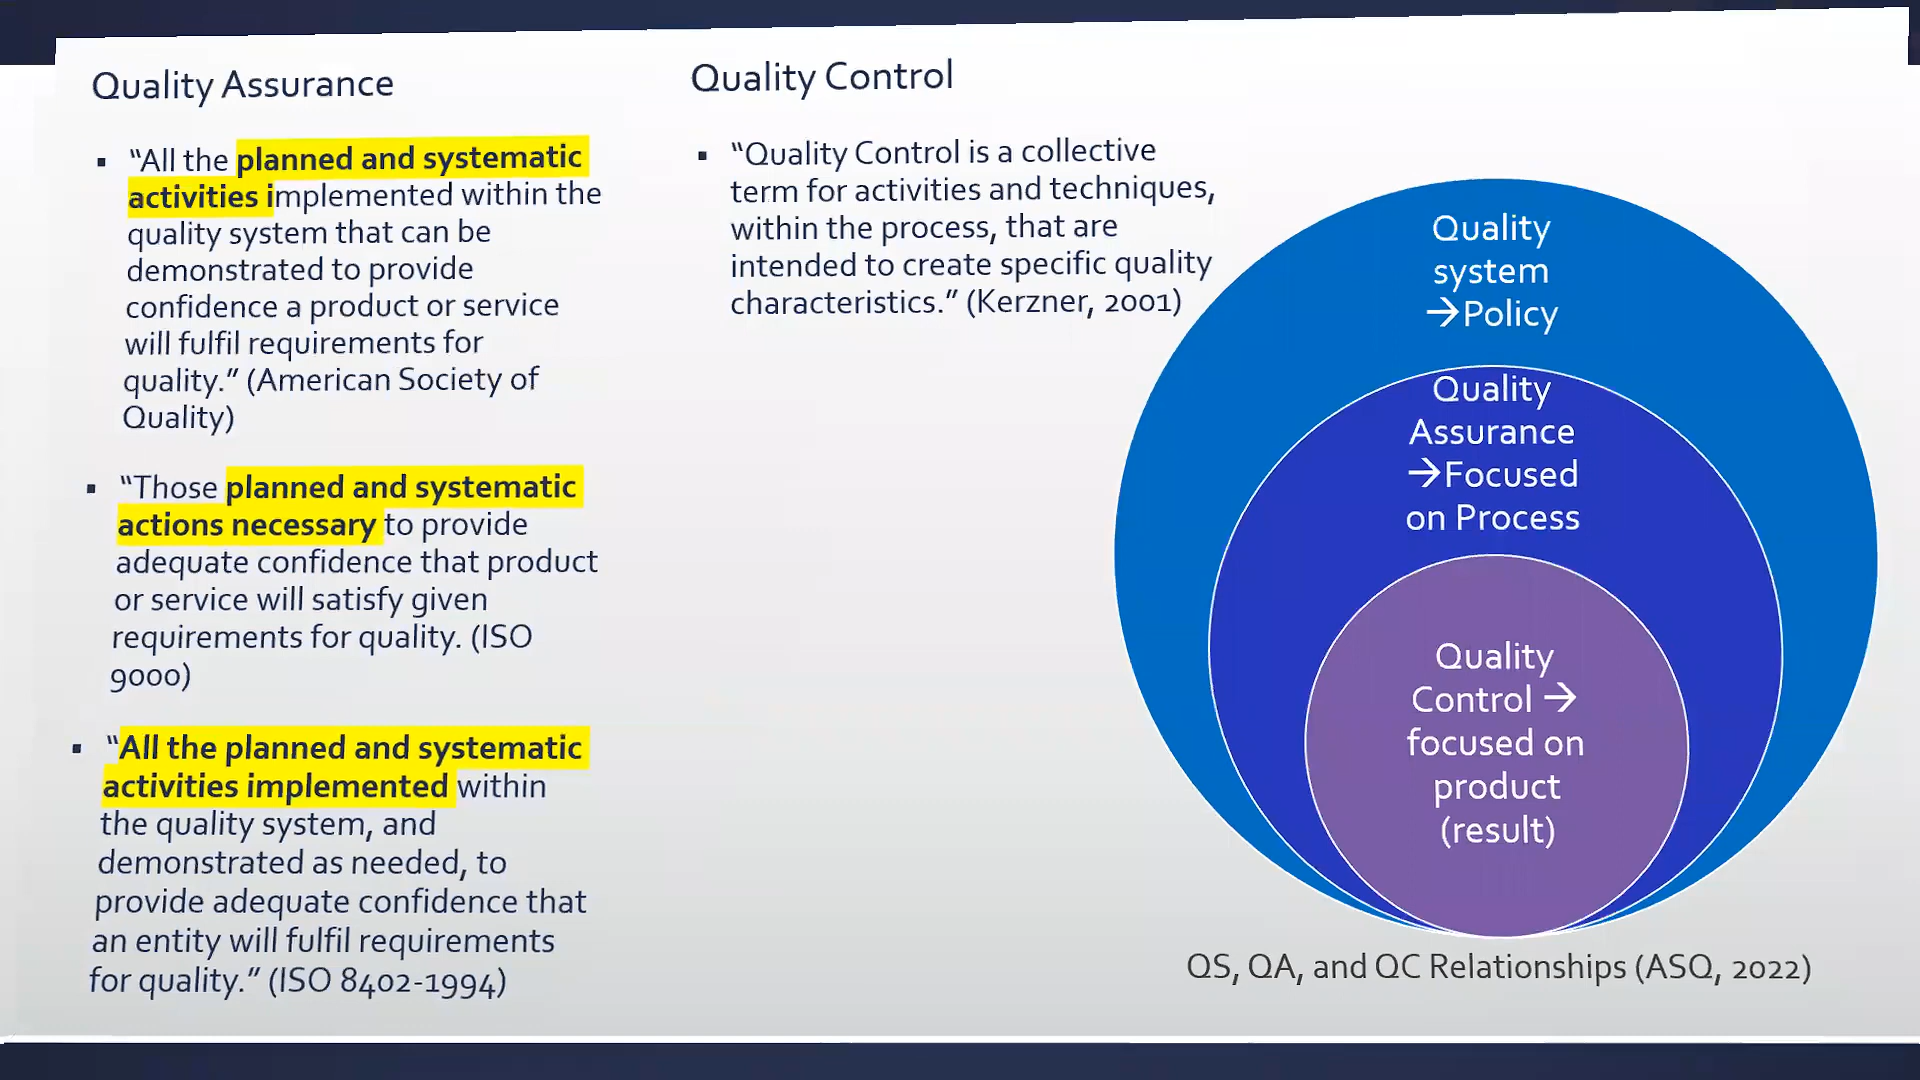 Quality Assurance
▪ “All the planned and systematic
activities implemented within the
quality system that can be
demonstrated to provide
confidence a product or service
will fulfil requirements for
quality.” (American Society of
Quality)
▪ “Those planned and systematic
actions necessary to provide
adequate confidence that product
or service will satisfy given
requirements for quality. (ISO
9000)
▪ “All the planned and systematic
activities implemented within
the quality system, and
demonstrated as needed, to
provide adequate confidence that
an entity will fulfil requirements
for quality.” (ISO 8402-1994)
Quality Control
▪ “Quality Control is a collective
term for activities and techniques,
within the process, that are
intended to create specific quality
characteristics.” (Kerzner, 2001)
Quality
system
→Policy
Quality
Assurance
→Focused
on Process
Quality
Control →
focused on
product
(result)
QS, QA, and QC Relationships (ASQ, 2022)